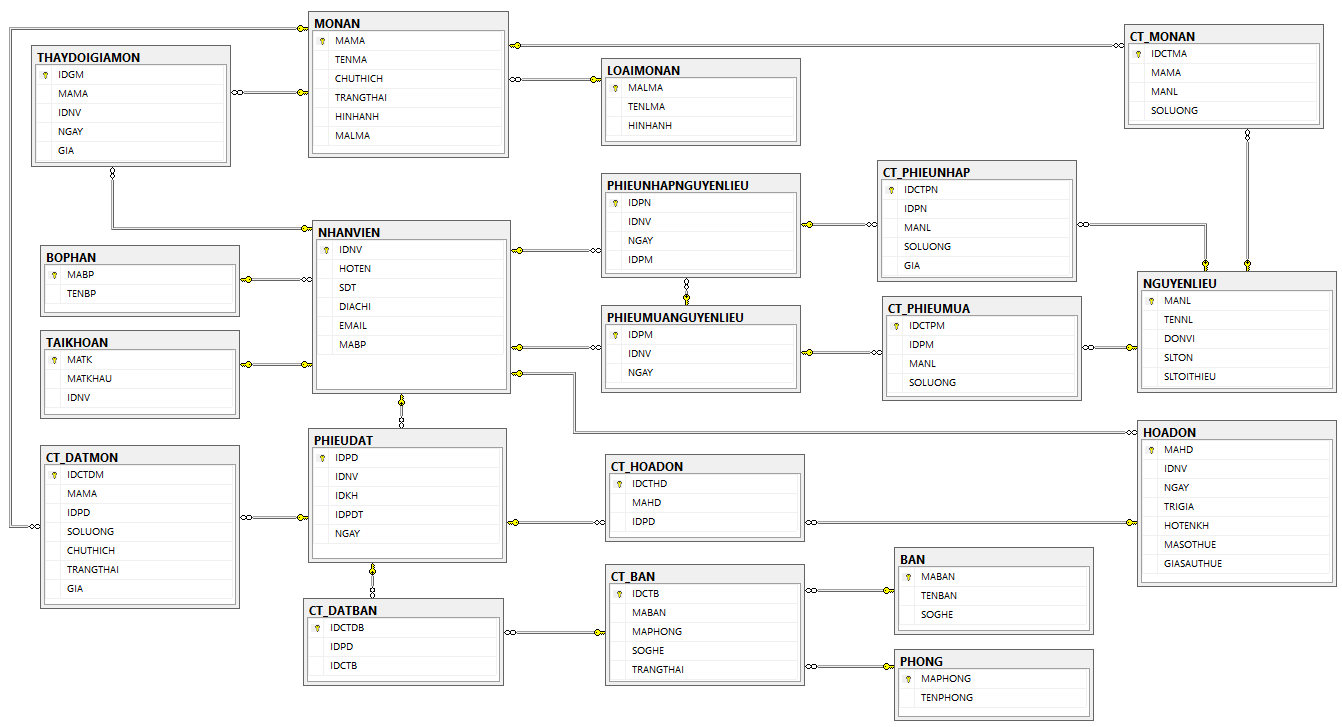 MONAN
MAMA
TENMA
CHUTHICH
TRANGTHAI
HINHANH
MALMA
THAYDOIGIAMON
IDGM
MAMA
IDNV
NGAY
GIA
LOAIMONAN
MALMA
TENLMA
HINHANH
CT_MONAN
IDCTMA
MAMA
MANL
SOLUONG
PHIEUNHAPNGUYENLIEU
IDPN
IDNV
NGAY
IDPM
CT_PHIEUNHAP
IDCTPN
IDPN
MANL
SOLUONG
GIA
NHANVIEN
IDNV
HOTEN
SDT
DIACHI
EMAIL
MABP
BOPHAN
MABP
TENBP
NGUYENLIEU
MANL
TENNL
DONVI
SLTON
SLTOITHIEU
PHIEUMUANGUYENLIEU
IDPM
IDNV
NGAY
CT_PHIEUMUA
IDCTPM
IDPM
MANL
SOLUONG
TAIKHOAN
MATK
MATKHAU
IDNV
PHIEUDAT
IDPD
IDNV
IDKH
IDPDT
NGAY
HOADON
MAHD
IDNV
NGAY
TRIGIA
HOTENKH
MASOTHUE
GIASAUTHUE
CT_DATMON
IDCTDM
MAMA
IDPD
SOLUONG
CHUTHICH
TRANGTHAI
GIA
CT_HOADON
IDCTHD
MAHD
IDPD
BAN
MABAN
TENBAN
SOGHE
CT_BAN
IDCTB
MABAN
MAPHONG
SOGHE
TRANGTHAI
CT_DATBAN
IDCTDB
IDPD
IDCTB
PHONG
MAPHONG
TENPHONG